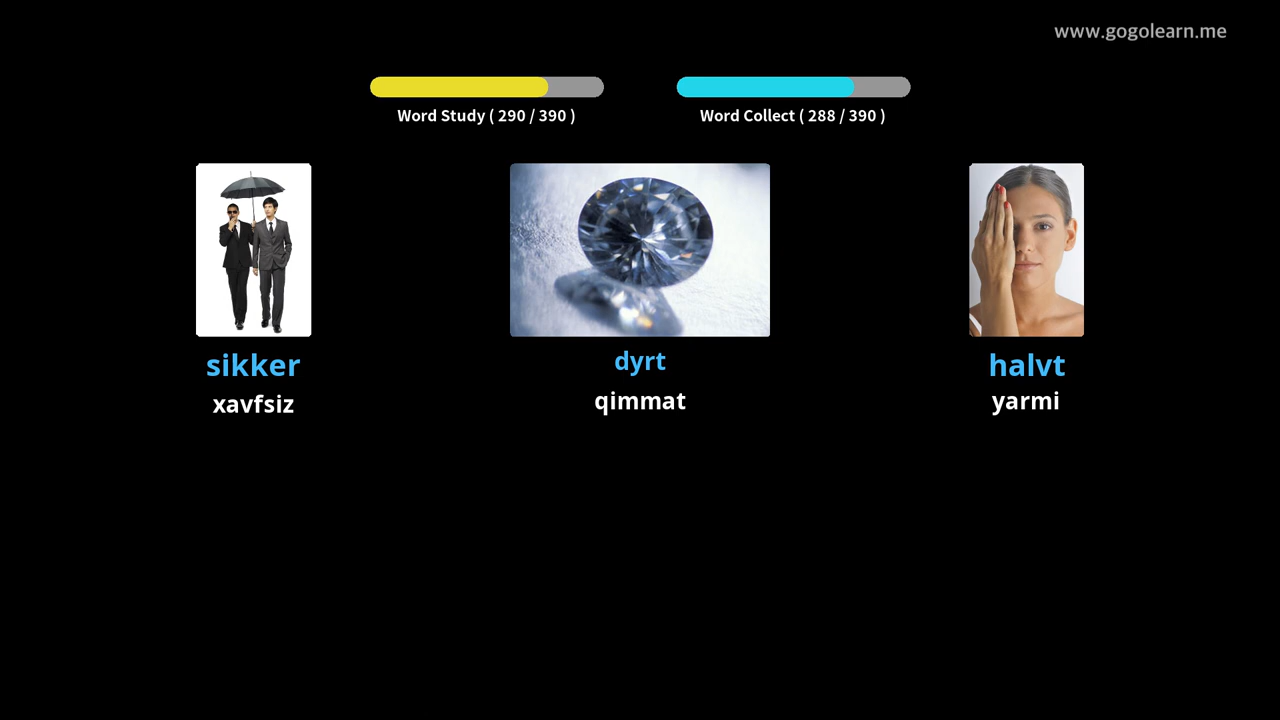 www.gogolearn.me
Word Study ( 290 / 390 )
Word Collect ( 288 / 390 )
sikker
xavfsiz
dyrt
qimmat
halvt
yarmi